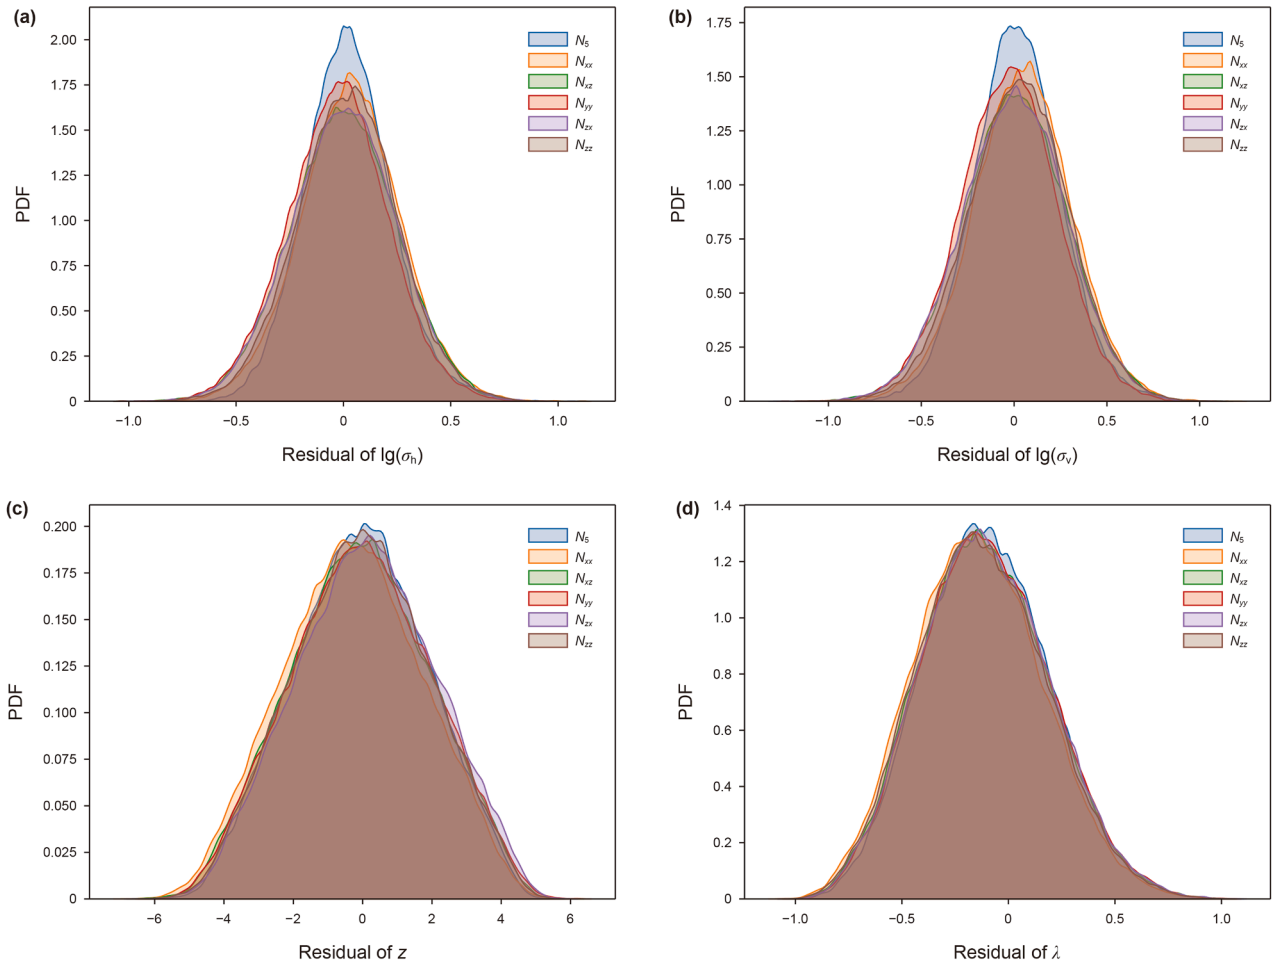 (a)
PDF
2.00
1.75
1.50
1.25
1.00
0.75
0.50
0.25
0
−1.0 −0.5 0 0.5 1.0
Residual of lg(σh)
N5
Nxx
Nxz
Nyy
Nzx
Nzz
(b)
PDF
1.75
1.50
1.25
1.00
0.75
0.50
0.25
0
−1.0 −0.5 0 0.5 1.0
Residual of lg(σv)
N5
Nxx
Nxz
Nyy
Nzx
Nzz
(c)
PDF
0.200
0.175
0.150
0.125
0.100
0.075
0.050
0.025
0
−6 −4 −2 0 2 4 6
Residual of z
N5
Nxx
Nxz
Nyy
Nzx
Nzz
(d)
PDF
1.4
1.2
1.0
0.8
0.6
0.4
0.2
0
−1.0 −0.5 0 0.5 1.0
Residual of λ
N5
Nxx
Nxz
Nyy
Nzx
Nzz